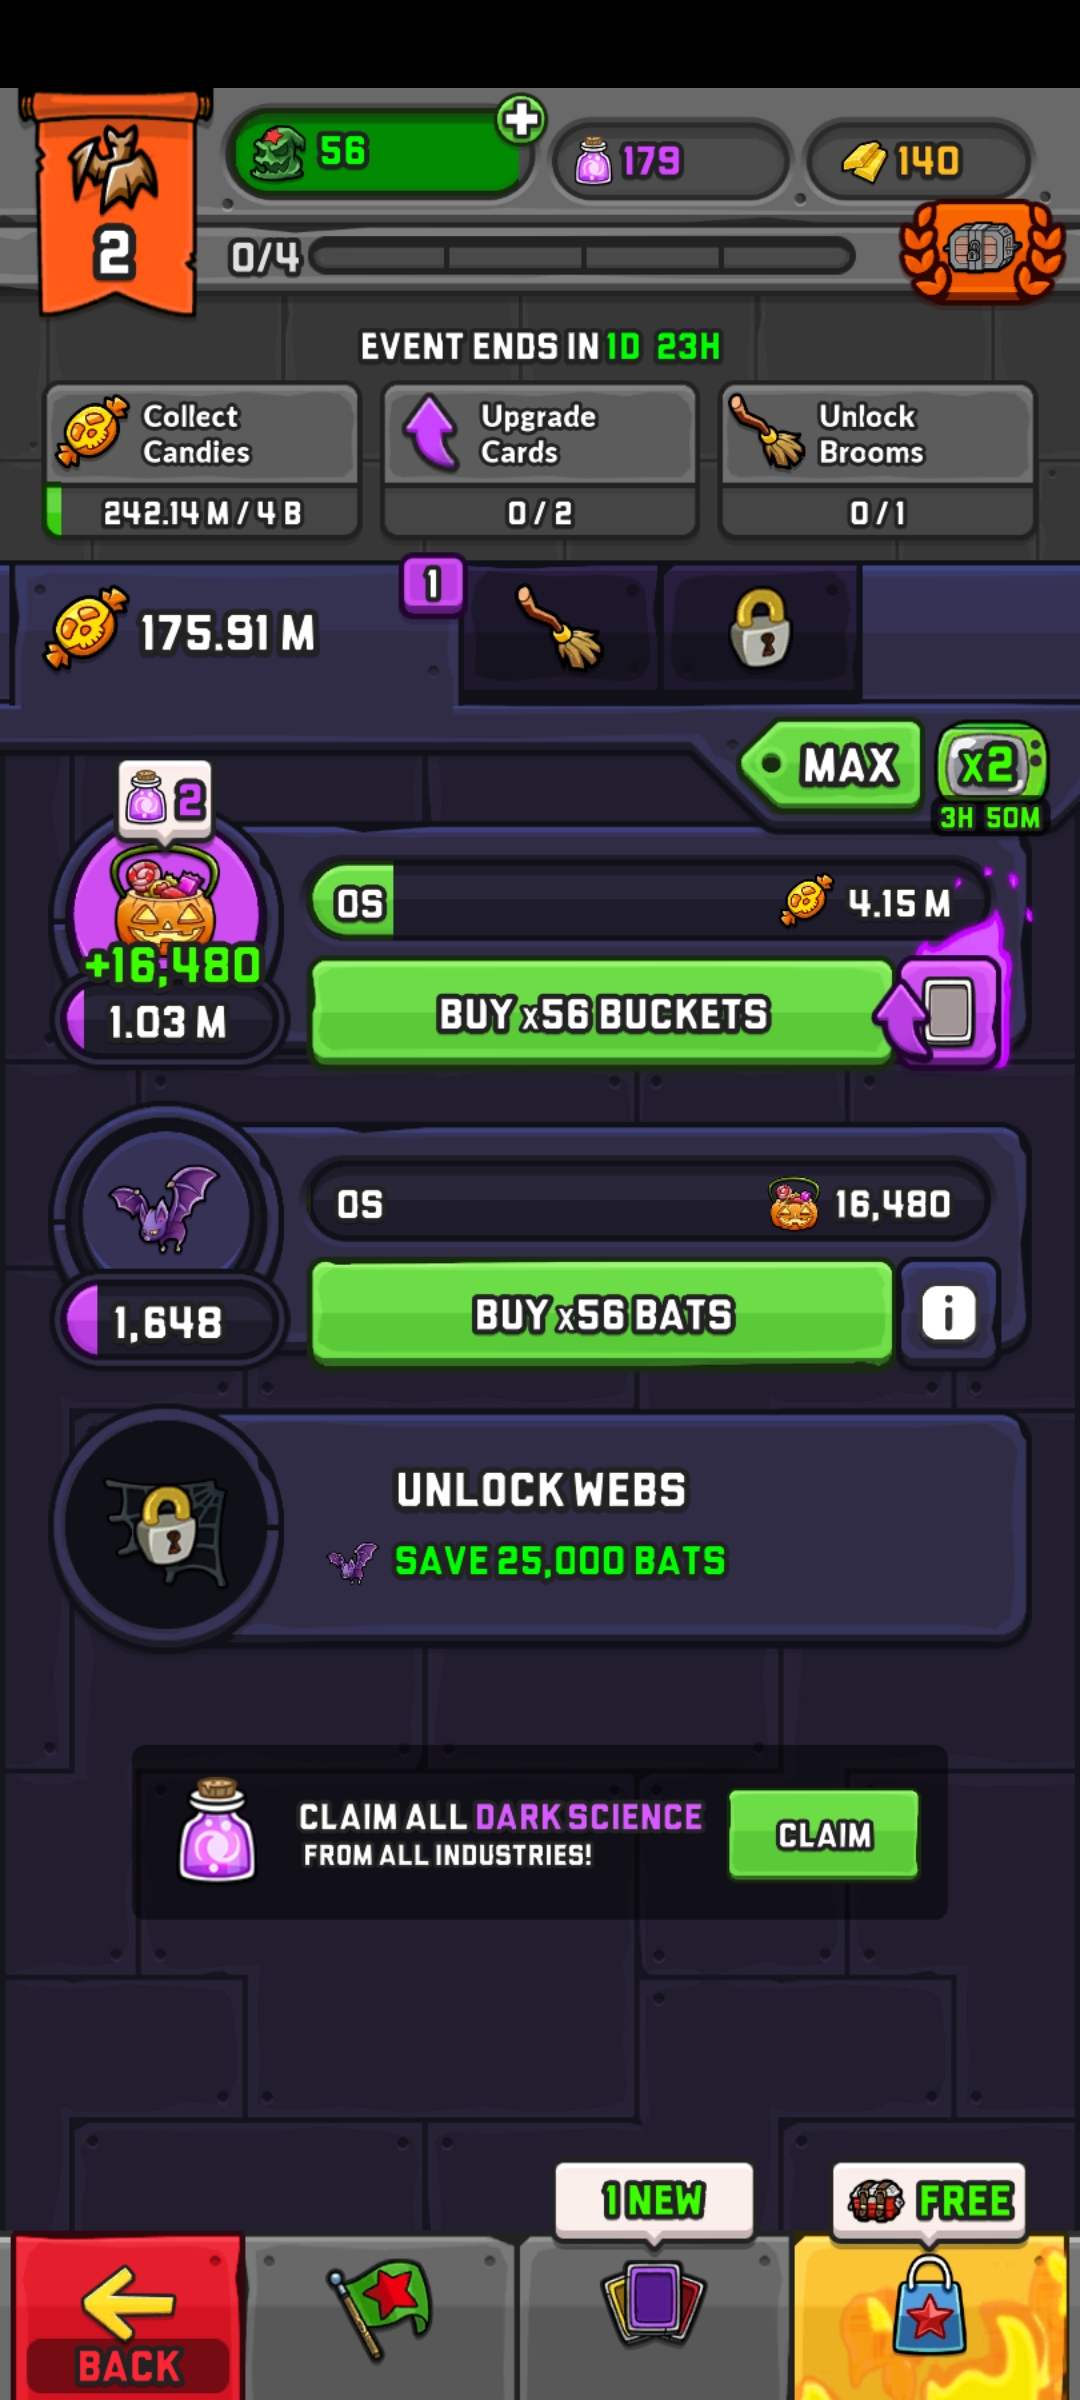 56
179
140
2
0/4
EVENT ENDS IN 1D 23H
Collect
Candies
242.14 M / 4 B
Upgrade
Cards
0 / 2
Unlock
Brooms
0 / 1
175.91 M
1
MAX
x2
3H 50M
2
0S
4.15 M
+16,480
1.03 M
BUY x56 BUCKETS
0S
16,480
1,648
BUY x56 BATS
i
UNLOCK WEBS
SAVE 25,000 BATS
CLAIM ALL DARK SCIENCE
FROM ALL INDUSTRIES!
CLAIM
1 NEW
FREE
BACK